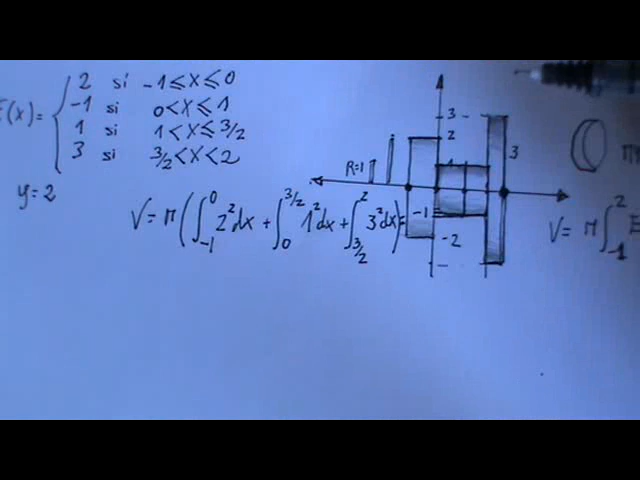 E(x) = { 2 si -1 ≤ x ≤ 0
-1 si 0 < x ≤ 1
1 si 1 < x ≤ 3/2
3 si 3/2 < x < 2
y = 2
V = π ( ∫_{-1}^{0} 2² dx + ∫_{0}^{3/2} 1² dx + ∫_{3/2}^{2} 3² dx ) =
R=1
3
2
1
-1
-2
3
π
V = π ∫_{-1}^{2} E